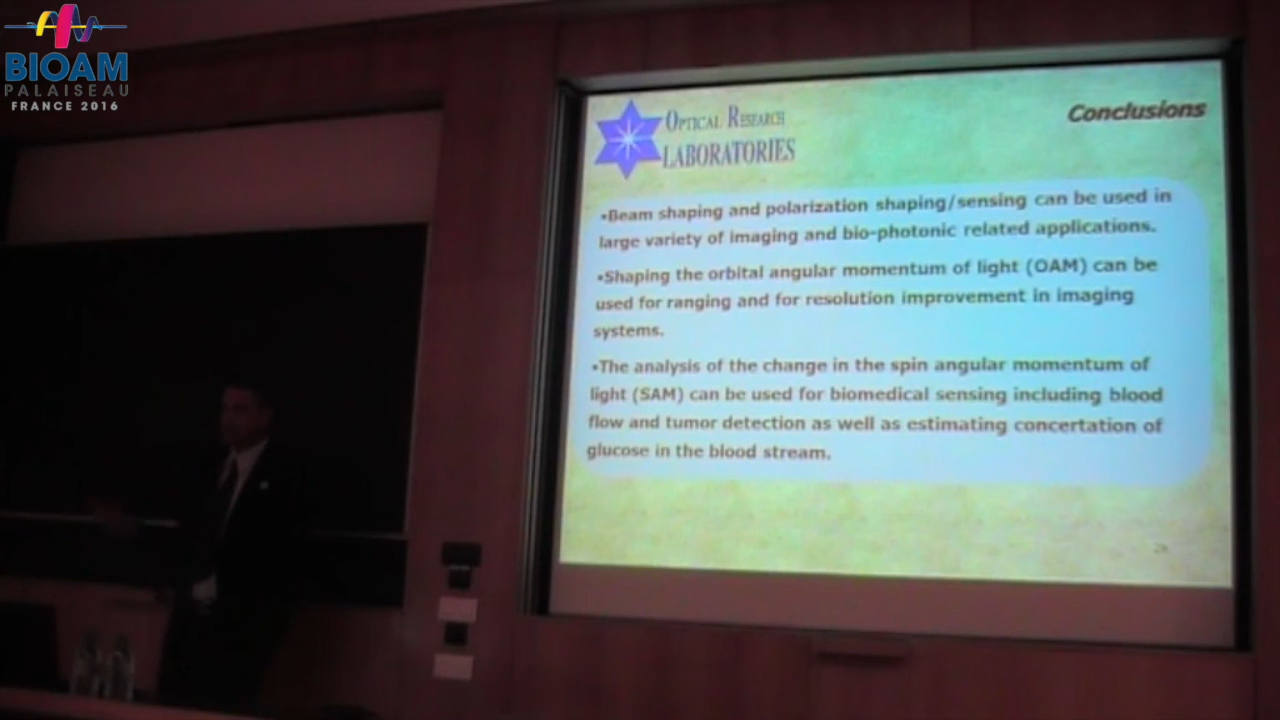 BIOAM
PALAISEAU
FRANCE 2016
OPTICAL RESEARCH
LABORATORIES
Conclusions
•Beam shaping and polarization shaping/sensing can be used in
large variety of imaging and bio-photonic related applications.
•Shaping the orbital angular momentum of light (OAM) can be
used for ranging and for resolution improvement in imaging
systems.
•The analysis of the change in the spin angular momentum of
light (SAM) can be used for biomedical sensing including blood
flow and tumor detection as well as estimating concertation of
glucose in the blood stream.